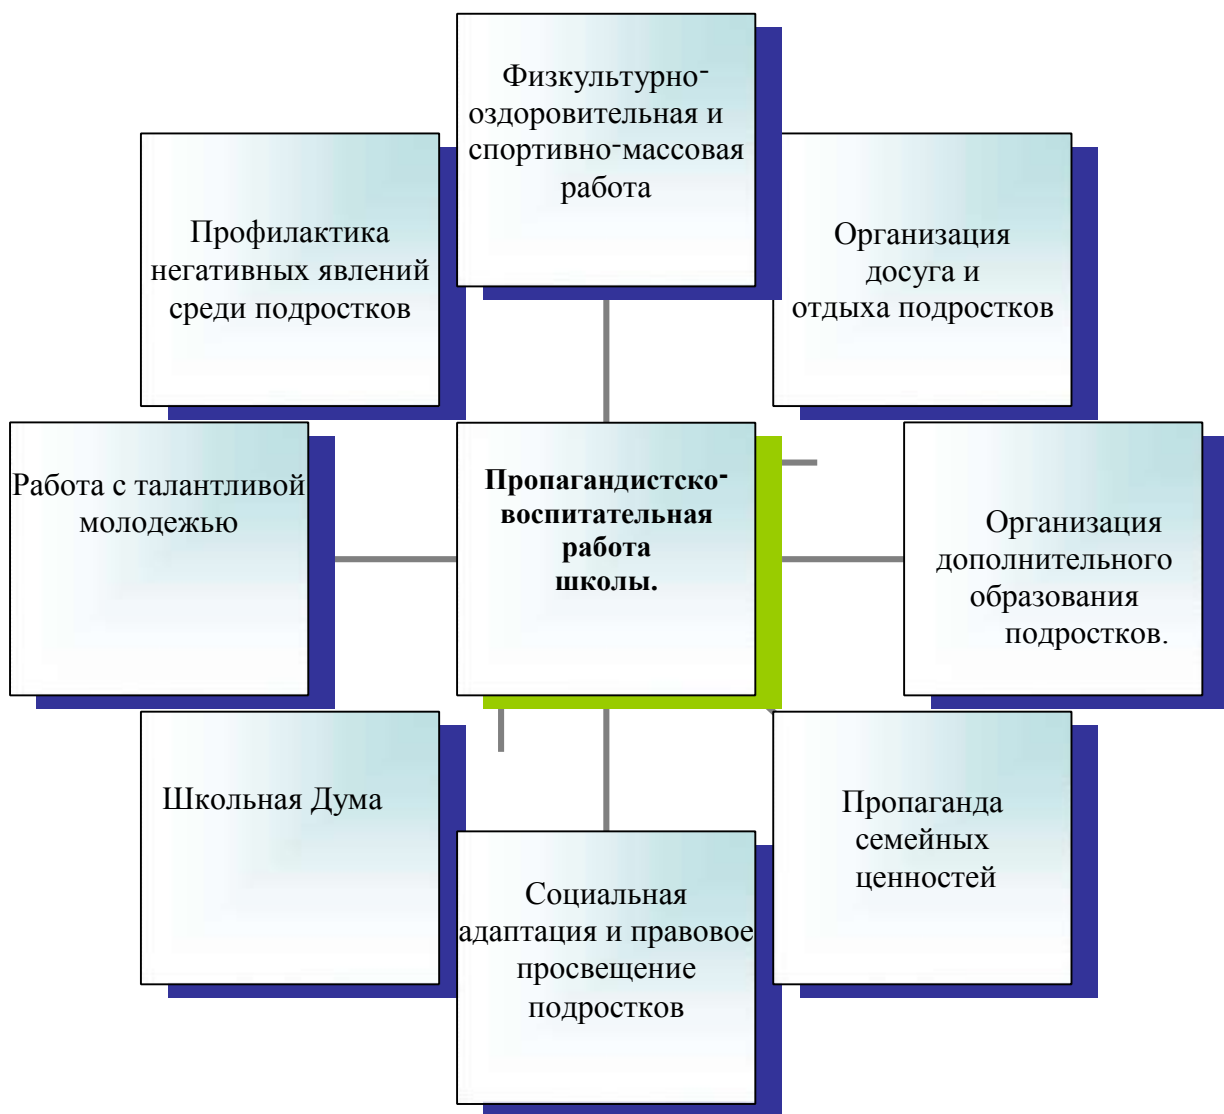 Физкультурно-
оздоровительная и
спортивно-массовая
работа
Профилактика
негативных явлений
среди подростков
Организация
досуга и
отдыха подростков
Работа с талантливой
молодежью
Пропагандистско-
воспитательная
работа
школы.
Организация
дополнительного
образования
подростков.
Школьная Дума
Социальная
адаптация и правовое
просвещение
подростков
Пропаганда
семейных
ценностей